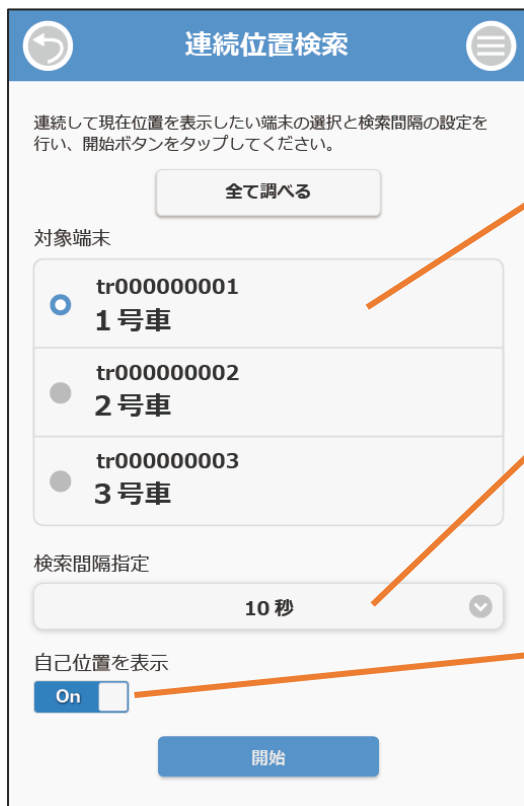 連続位置検索
連続して現在位置を表示したい端末の選択と検索間隔の設定を
行い、開始ボタンをタップしてください。
全て調べる
対象端末
tr000000001
1号車
tr000000002
2号車
tr000000003
3号車
検索間隔指定
10秒
自己位置を表示
On
開始